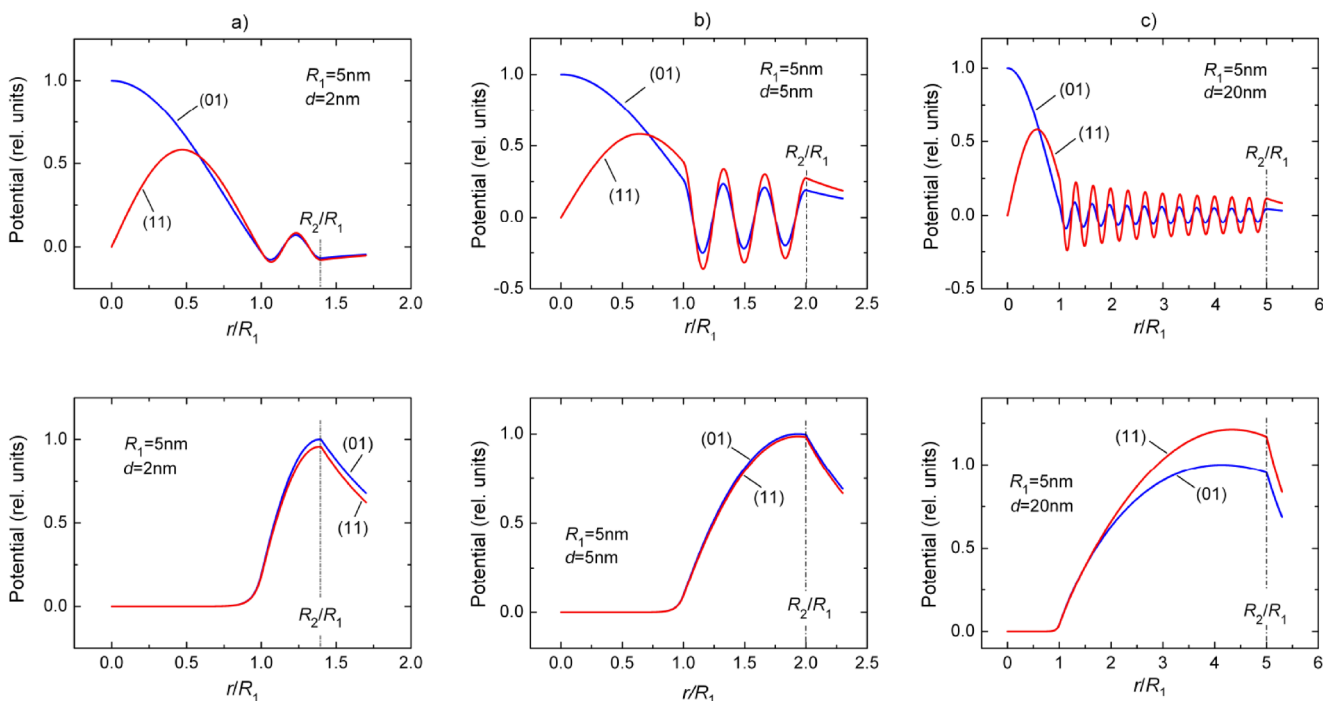 a)
Potential (rel. units)
1.0
0.5
0.0
R₁=5nm
d=2nm
(01)
(11)
R₂/R₁
0.0 0.5 1.0 1.5 2.0
r/R₁
b)
Potential (rel. units)
1.0
0.5
0.0
-0.5
R₁=5nm
d=5nm
(01)
(11)
R₂/R₁
0.0 0.5 1.0 1.5 2.0 2.5
r/R₁
c)
Potential (rel. units)
1.0
0.5
0.0
-0.5
R₁=5nm
d=20nm
(01)
(11)
R₂/R₁
0 1 2 3 4 5 6
r/R₁
Potential (rel. units)
1.0
0.5
0.0
R₁=5nm
d=2nm
(01)
(11)
R₂/R₁
0.0 0.5 1.0 1.5 2.0
r/R₁
Potential (rel. units)
1.0
0.5
0.0
(01)
(11)
R₁=5nm
d=5nm
R₂/R₁
0.0 0.5 1.0 1.5 2.0 2.5
r/R₁
Potential (rel. units)
1.0
0.5
0.0
(11)
(01)
R₁=5nm
d=20nm
R₂/R₁
0 1 2 3 4 5 6
r/R₁